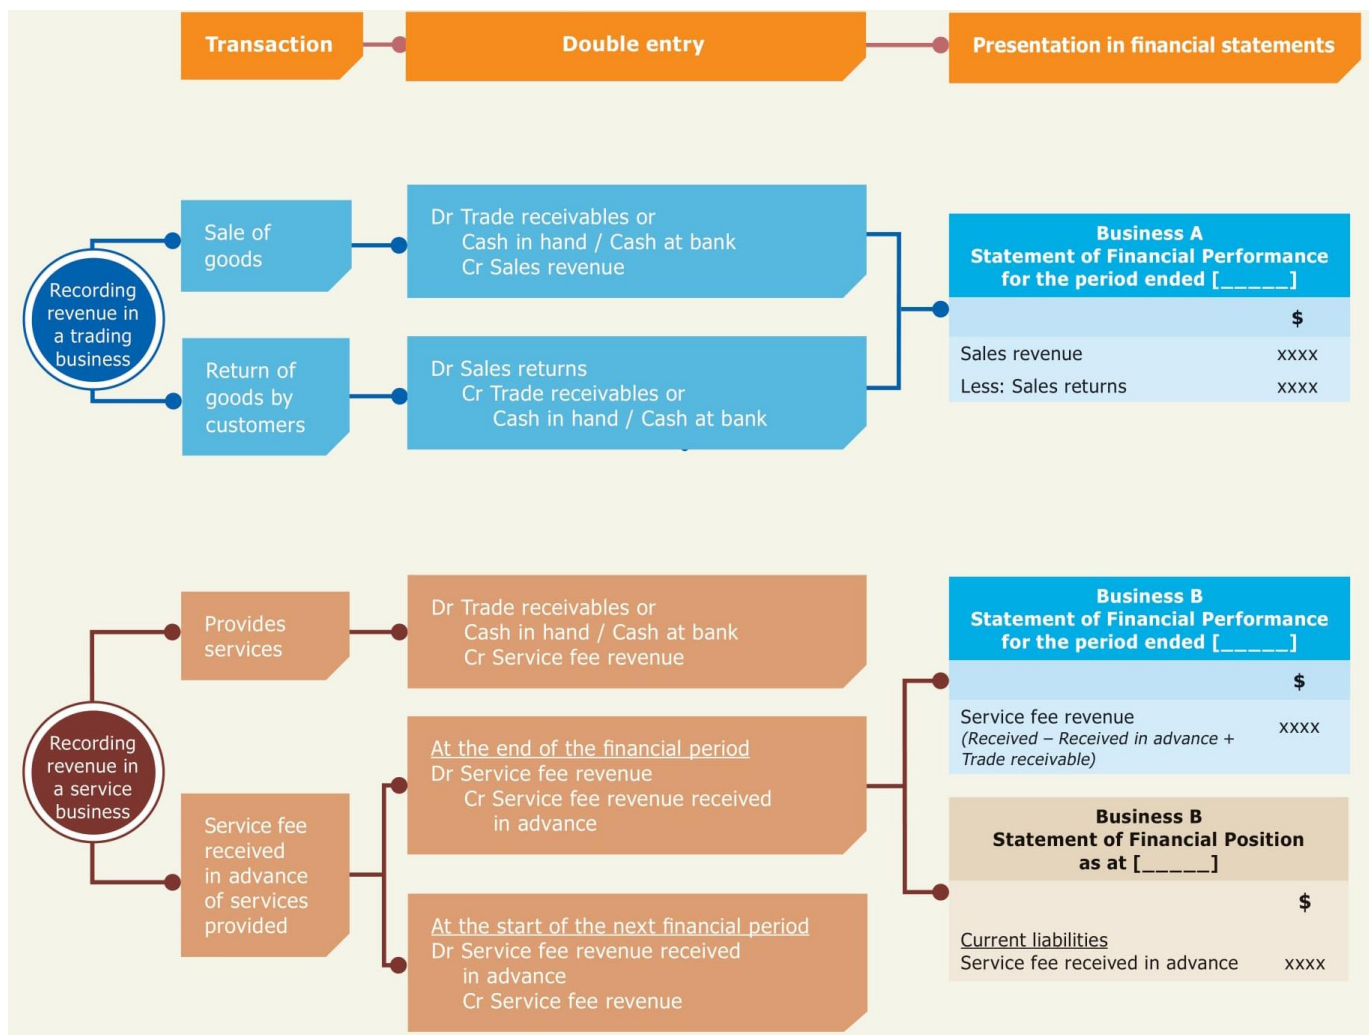 Transaction
Double entry
Presentation in financial statements
Recording
revenue in
a trading
business
Sale of
goods
Dr Trade receivables or
Cash in hand / Cash at bank
Cr Sales revenue
Return of
goods by
customers
Dr Sales returns
Cr Trade receivables or
Cash in hand / Cash at bank
Business A
Statement of Financial Performance
for the period ended [_____]
$
Sales revenue xxxx
Less: Sales returns xxxx
Recording
revenue in
a service
business
Provides
services
Dr Trade receivables or
Cash in hand / Cash at bank
Cr Service fee revenue
Service fee
received
in advance
of services
provided
At the end of the financial period
Dr Service fee revenue
Cr Service fee revenue received
in advance
At the start of the next financial period
Dr Service fee revenue received
in advance
Cr Service fee revenue
Business B
Statement of Financial Performance
for the period ended [_____]
$
Service fee revenue xxxx
(Received – Received in advance +
Trade receivable)
Business B
Statement of Financial Position
as at [_____]
$
Current liabilities
Service fee received in advance xxxx